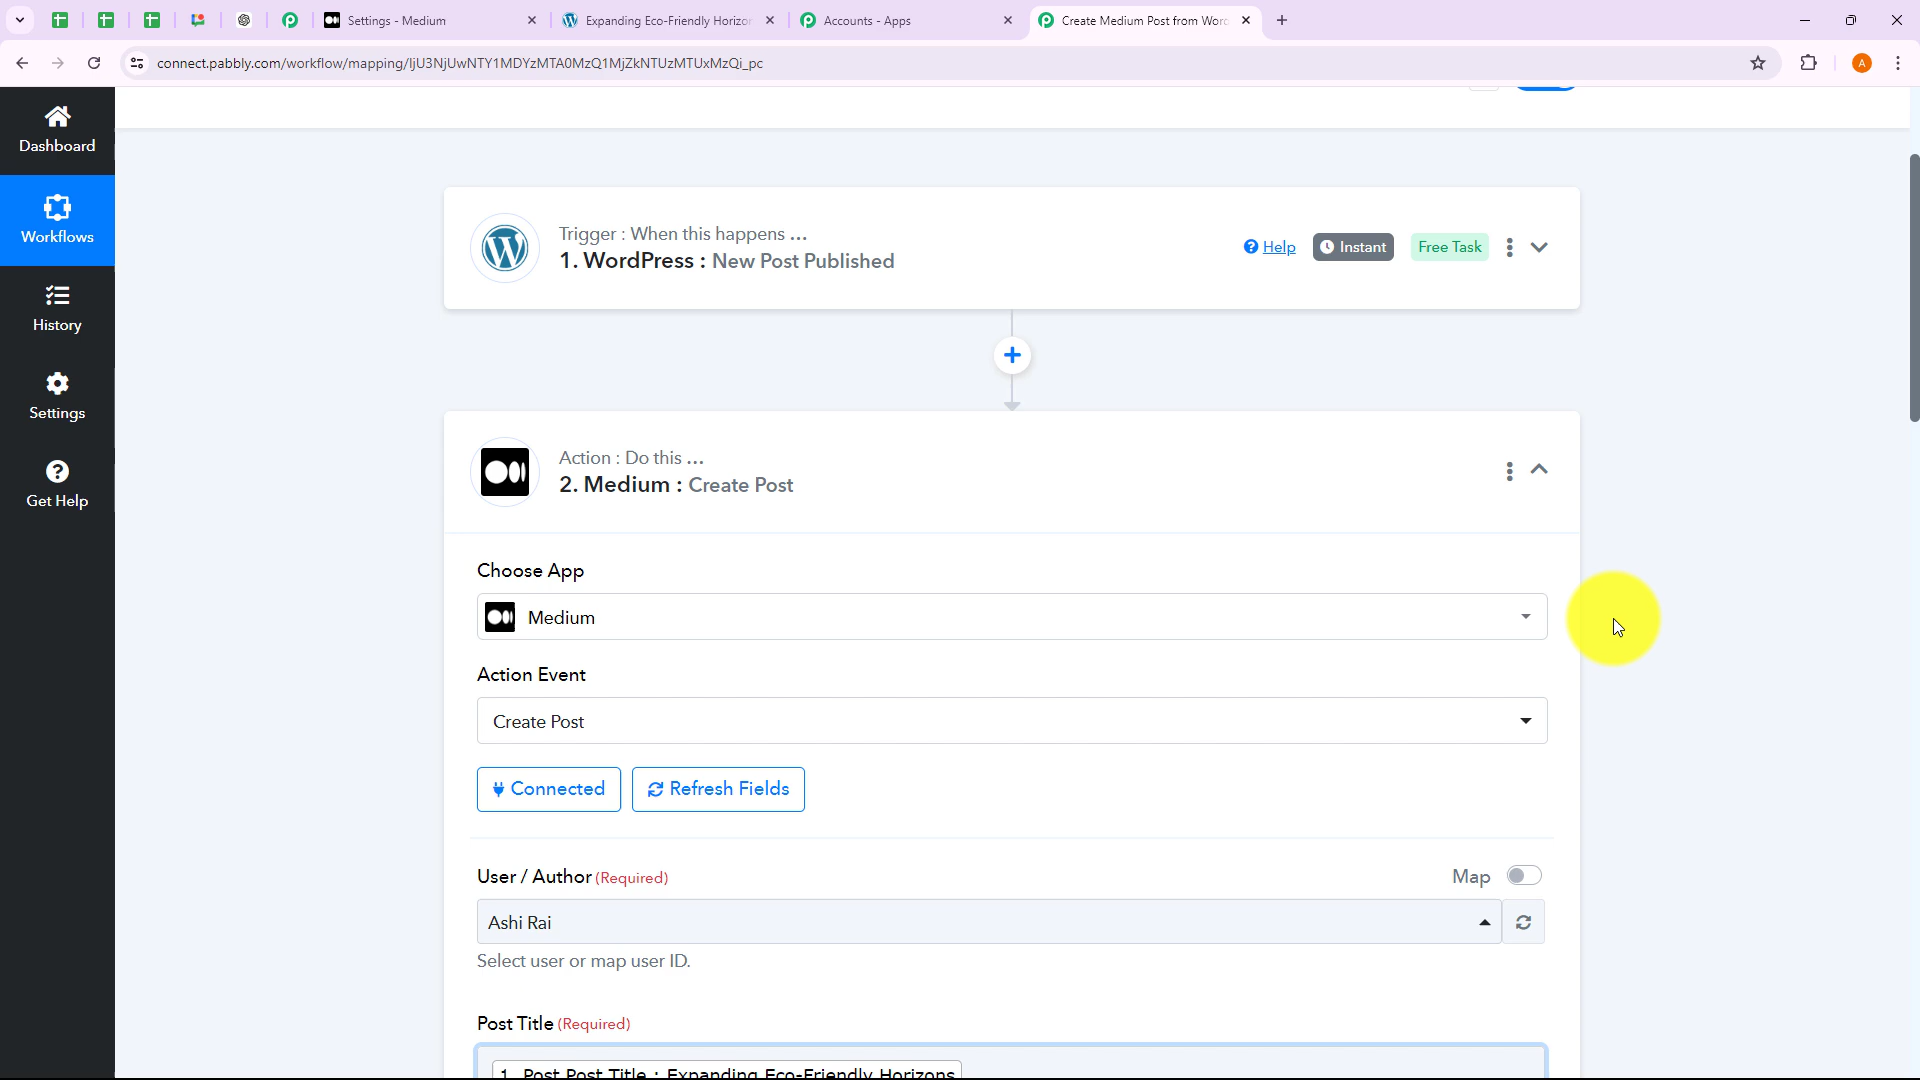 Settings - Medium
Expanding Eco-Friendly Horizon
Accounts - Apps
Create Medium Post from Word
connect.pabbly.com/workflow/mapping/IjU3NjUwNTY1MDYzMTA0MzQ1MjZkNTUzMTUxMzQi_pc
A
Dashboard
Workflows
History
Settings
Get Help
Trigger : When this happens ...
1. WordPress : New Post Published
Help
Instant
Free Task
Action : Do this ...
2. Medium : Create Post
Choose App
Medium
Action Event
Create Post
Connected
Refresh Fields
User / Author (Required)
Map
Ashi Rai
Select user or map user ID.
Post Title (Required)
1. Post Post Title : Expanding Eco-Friendly Horizons